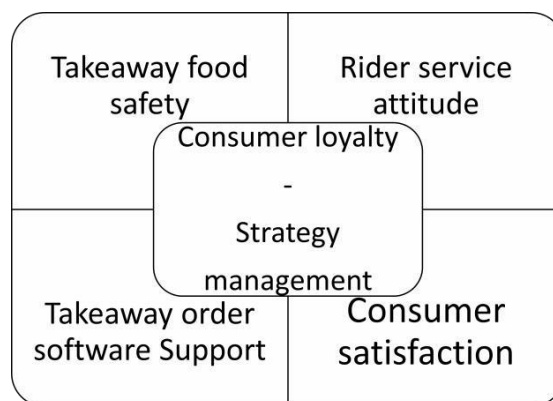 Takeaway food
safety
Rider service
attitude
Consumer loyalty
-
Strategy
management
Takeaway order
software Support
Consumer
satisfaction